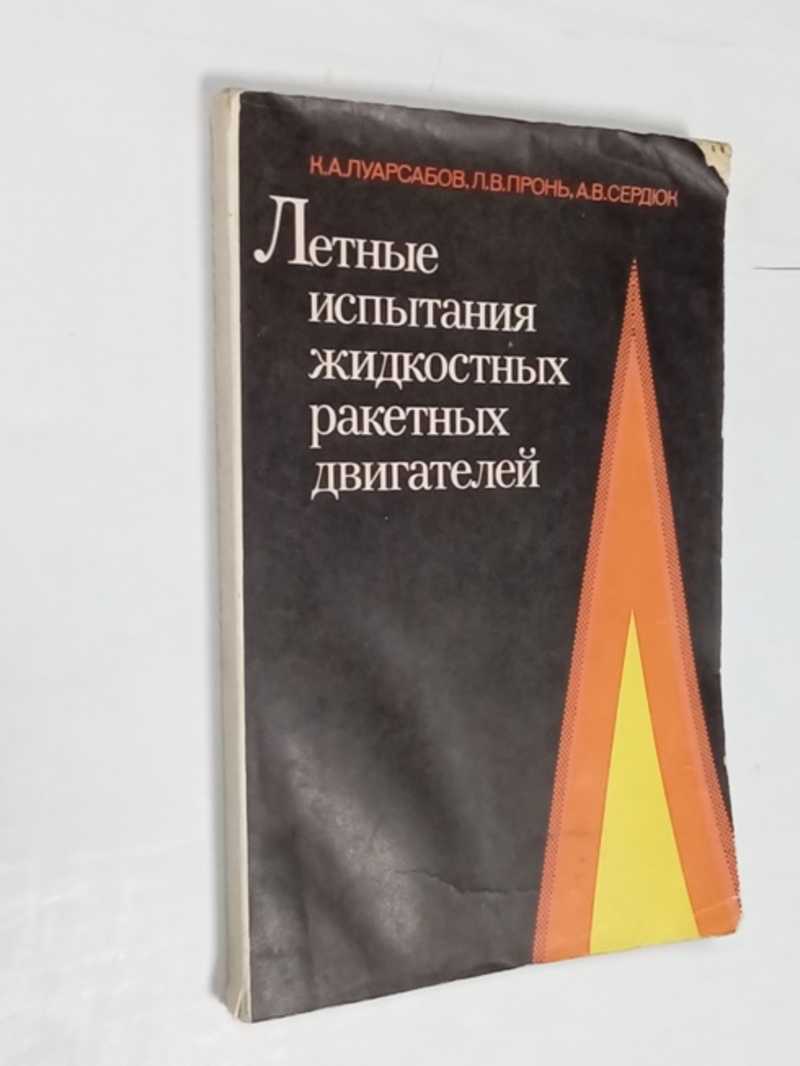 К.А.ЛУАРСАБОВ, Л.В.ПРОНЬ, А.В.СЕРДЮК
Летные
испытания
жидкостных
ракетных
двигателей